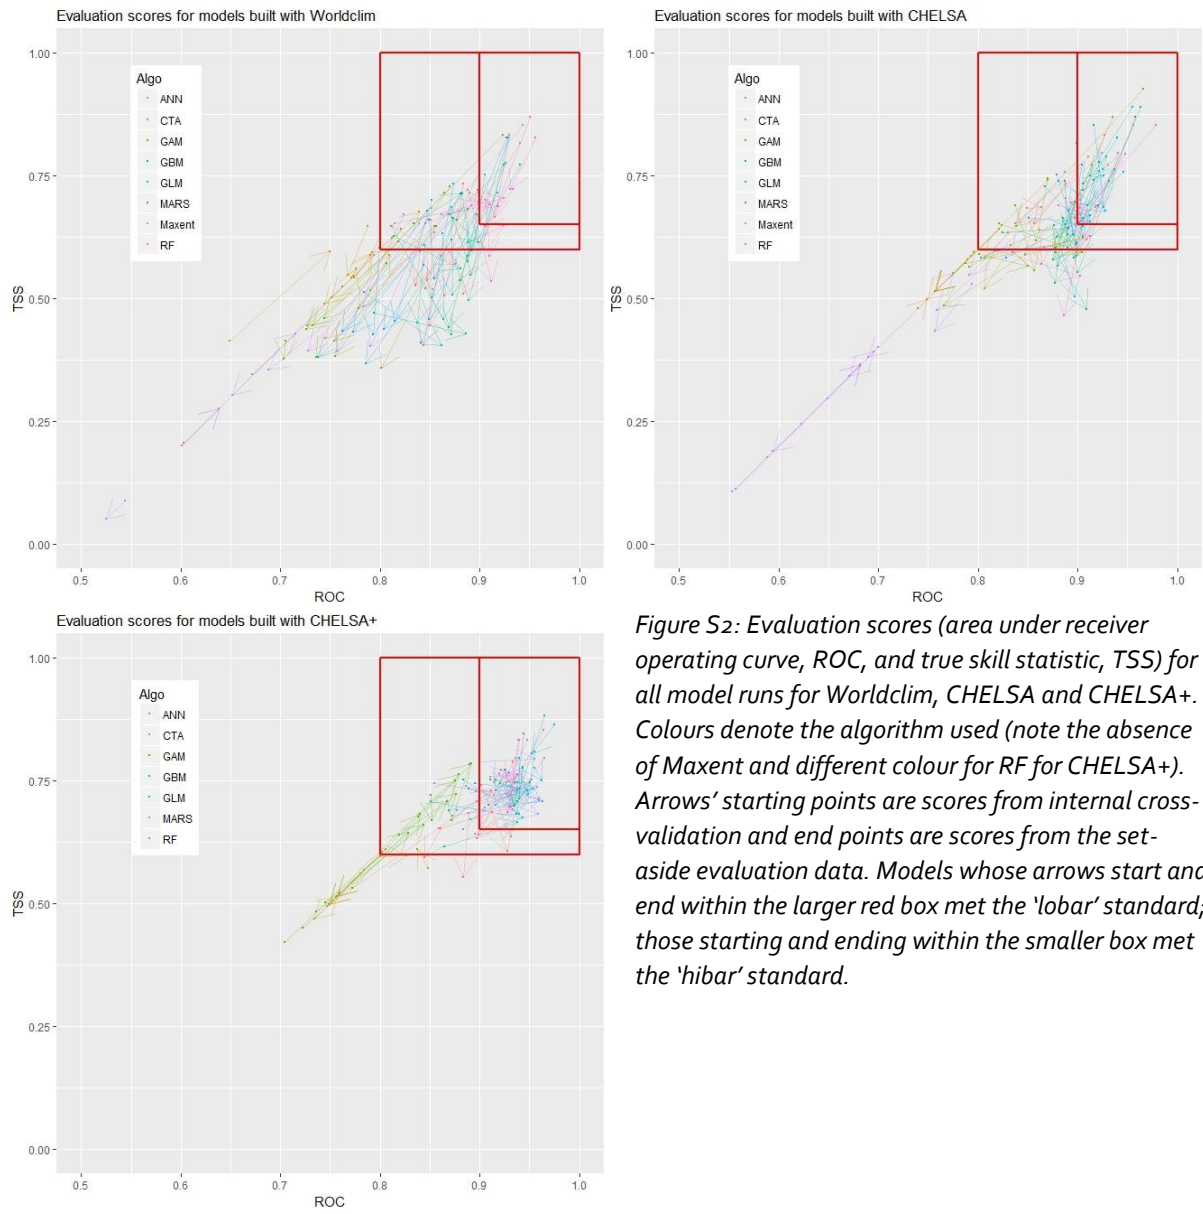 Evaluation scores for models built with Worldclim
1.00
0.75
0.50
0.25
0.00
TSS
Algo
ANN
CTA
GAM
GBM
GLM
MARS
Maxent
RF
0.5 0.6 0.7 0.8 0.9 1.0
ROC
Evaluation scores for models built with CHELSA
1.00
0.75
0.50
0.25
0.00
TSS
Algo
ANN
CTA
GAM
GBM
GLM
MARS
Maxent
RF
0.5 0.6 0.7 0.8 0.9 1.0
ROC
Evaluation scores for models built with CHELSA+
1.00
0.75
0.50
0.25
0.00
TSS
Algo
ANN
CTA
GAM
GBM
GLM
MARS
RF
0.5 0.6 0.7 0.8 0.9 1.0
ROC
Figure S2: Evaluation scores (area under receiver
operating curve, ROC, and true skill statistic, TSS) for
all model runs for Worldclim, CHELSA and CHELSA+.
Colours denote the algorithm used (note the absence
of Maxent and different colour for RF for CHELSA+).
Arrows' starting points are scores from internal cross-
validation and end points are scores from the set-
aside evaluation data. Models whose arrows start and
end within the larger red box met the 'lobar' standard;
those starting and ending within the smaller box met
the 'hibar' standard.